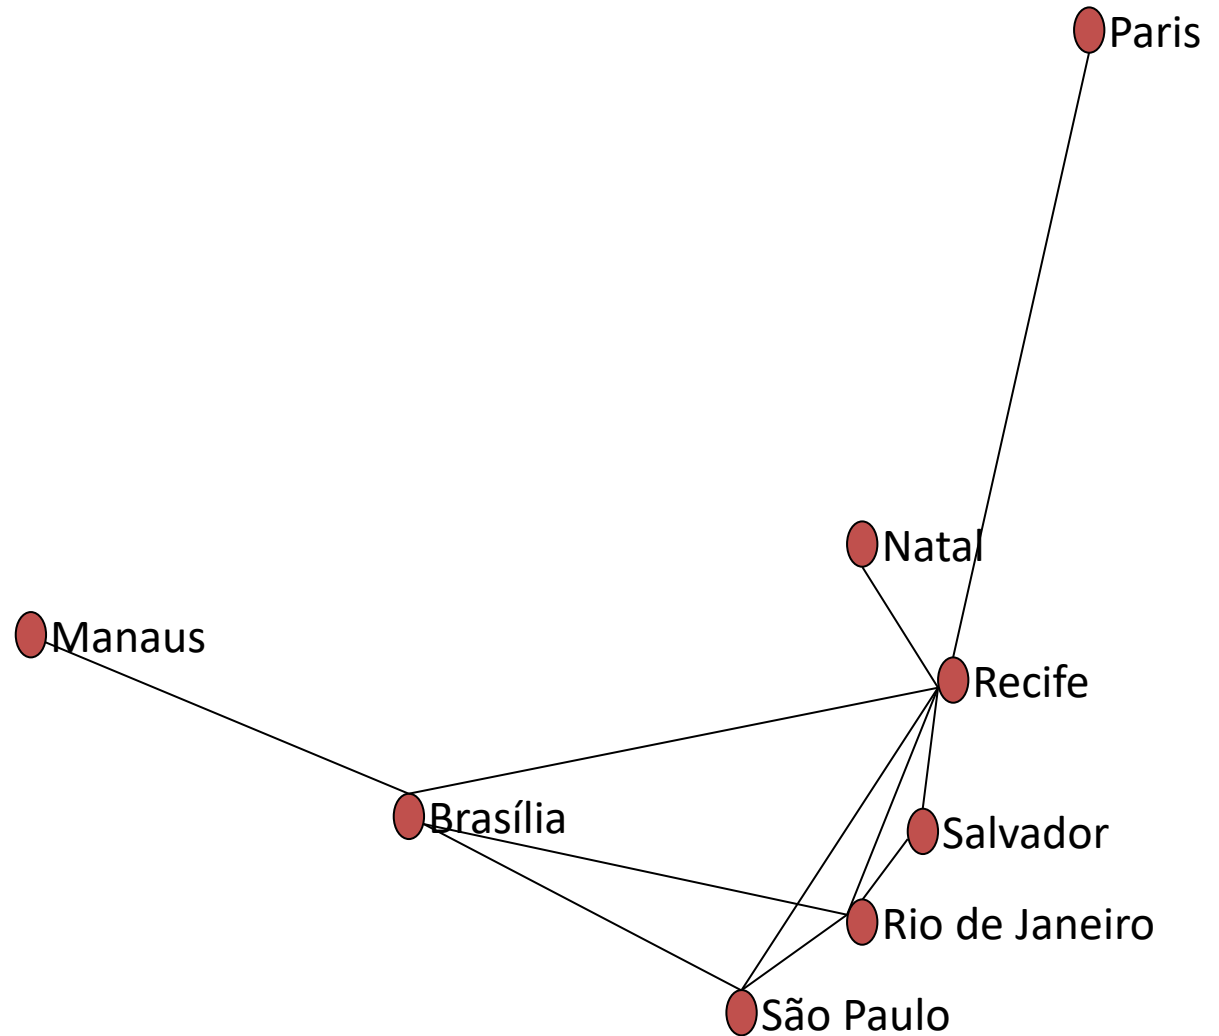 Paris
Natal
Manaus
Recife
Brasília
Salvador
Rio de Janeiro
São Paulo